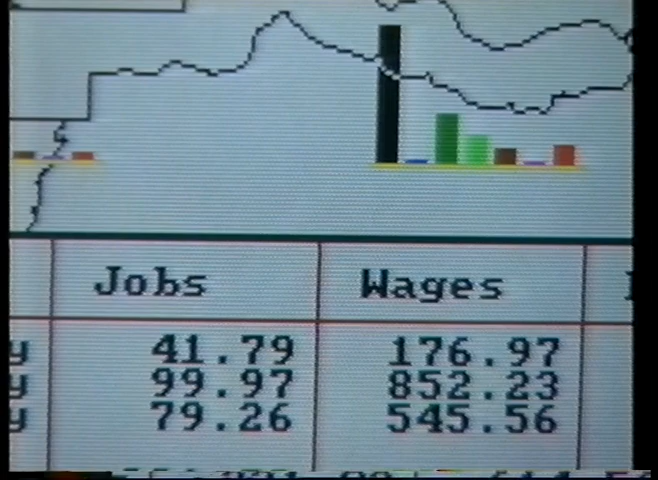 Jobs Wages
y 41.79 176.97
y 99.97 852.23
y 79.26 545.56